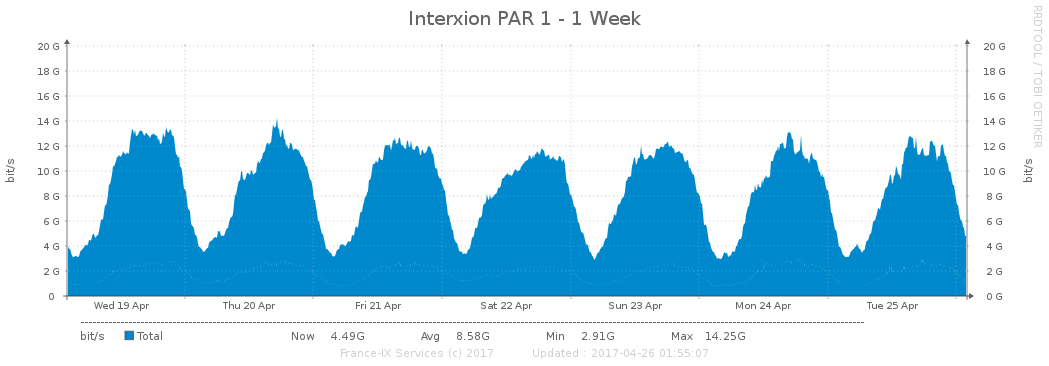 Interxion PAR 1 - 1 Week
RRDTOOL / TOBI OETIKER
20 G 20 G
18 G 18 G
16 G 16 G
14 G 14 G
12 G 12 G
10 G 10 G
8 G 8 G
6 G 6 G
4 G 4 G
2 G 2 G
0 0 G
bit/s bit/s
Wed 19 Apr Thu 20 Apr Fri 21 Apr Sat 22 Apr Sun 23 Apr Mon 24 Apr Tue 25 Apr
bit/s Total Now 4.49G Avg 8.58G Min 2.91G Max 14.25G
France-IX Services (c) 2017 Updated : 2017-04-26 01:55:07